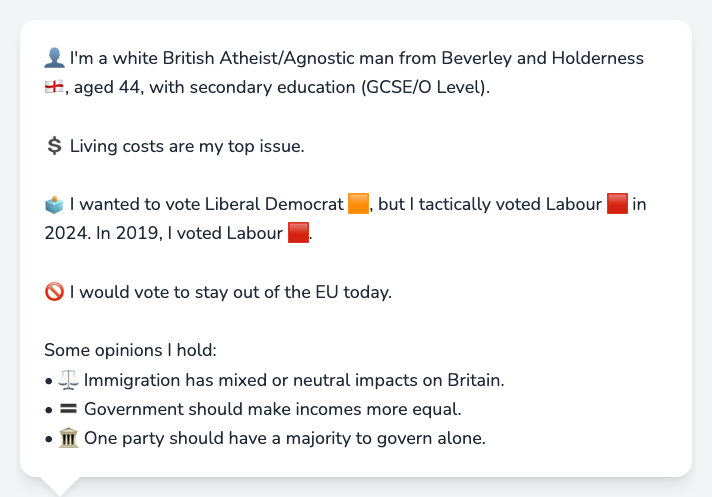 👤 I'm a white British Atheist/Agnostic man from Beverley and Holderness
🏴󠁧󠁢󠁥󠁮󠁧󠁿, aged 44, with secondary education (GCSE/O Level).
💲 Living costs are my top issue.
🗳️ I wanted to vote Liberal Democrat 🟧, but I tactically voted Labour 🟥 in
2024. In 2019, I voted Labour 🟥.
🚫 I would vote to stay out of the EU today.
Some opinions I hold:
• ⚖️ Immigration has mixed or neutral impacts on Britain.
• 🟰 Government should make incomes more equal.
• 🏛️ One party should have a majority to govern alone.